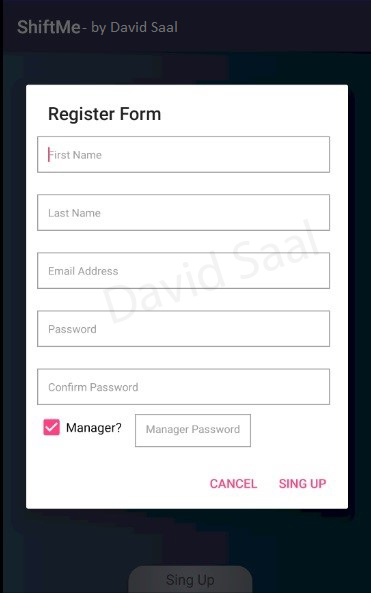 ShiftMe - by David Saal
Register Form
First Name
Last Name
Email Address
David Saal
Password
Confirm Password
Manager? Manager Password
CANCEL SING UP
Sing Up